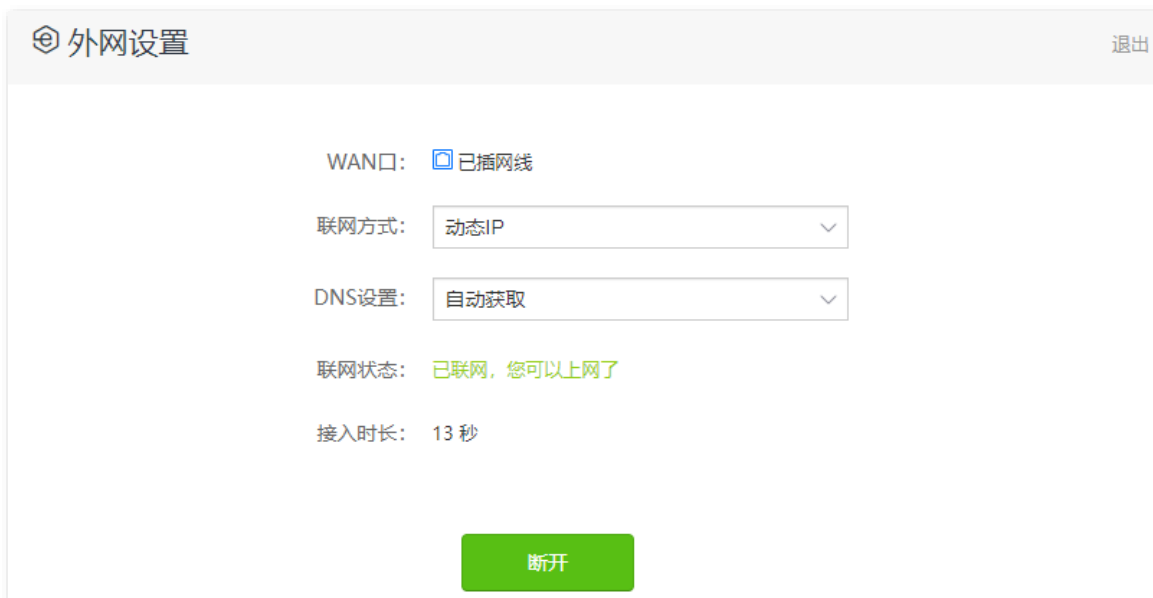 外网设置
退出
WAN口： 已插网线
联网方式： 动态IP
DNS设置： 自动获取
联网状态： 已联网，您可以上网了
接入时长： 13 秒
断开